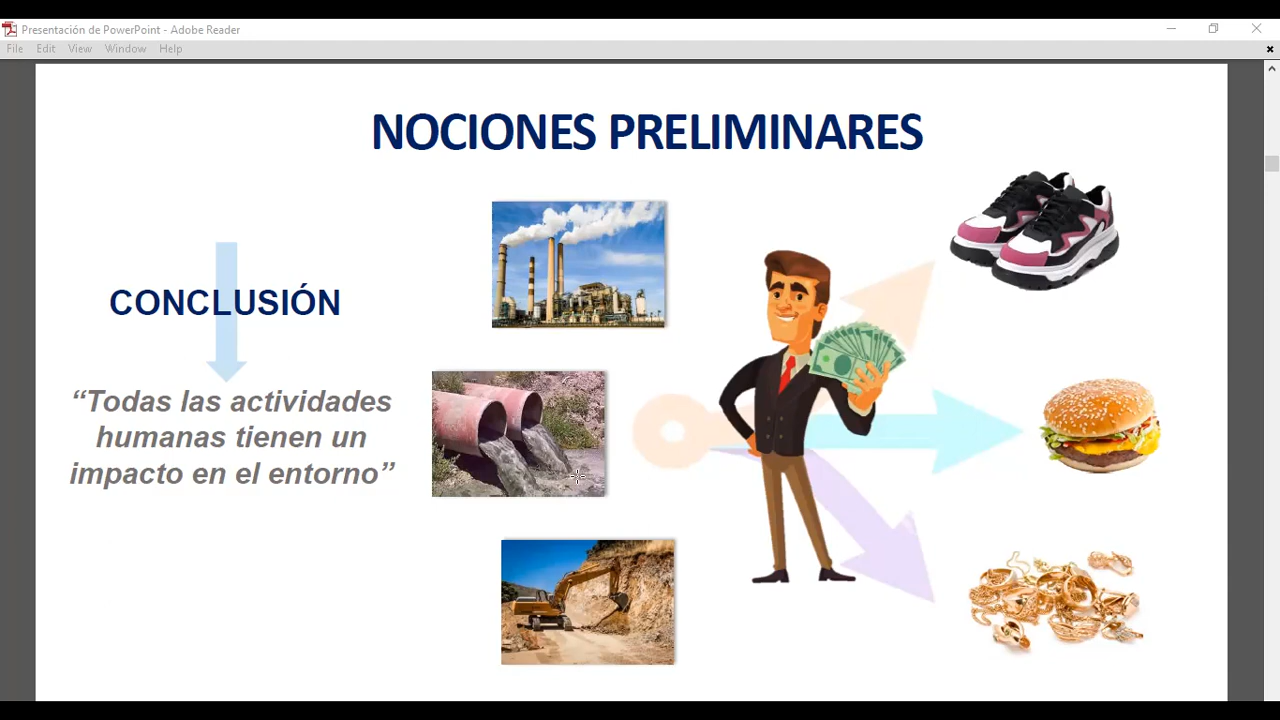 Presentación de PowerPoint - Adobe Reader
File Edit View Window Help
NOCIONES PRELIMINARES
CONCLUSIÓN
“Todas las actividades
humanas tienen un
impacto en el entorno”